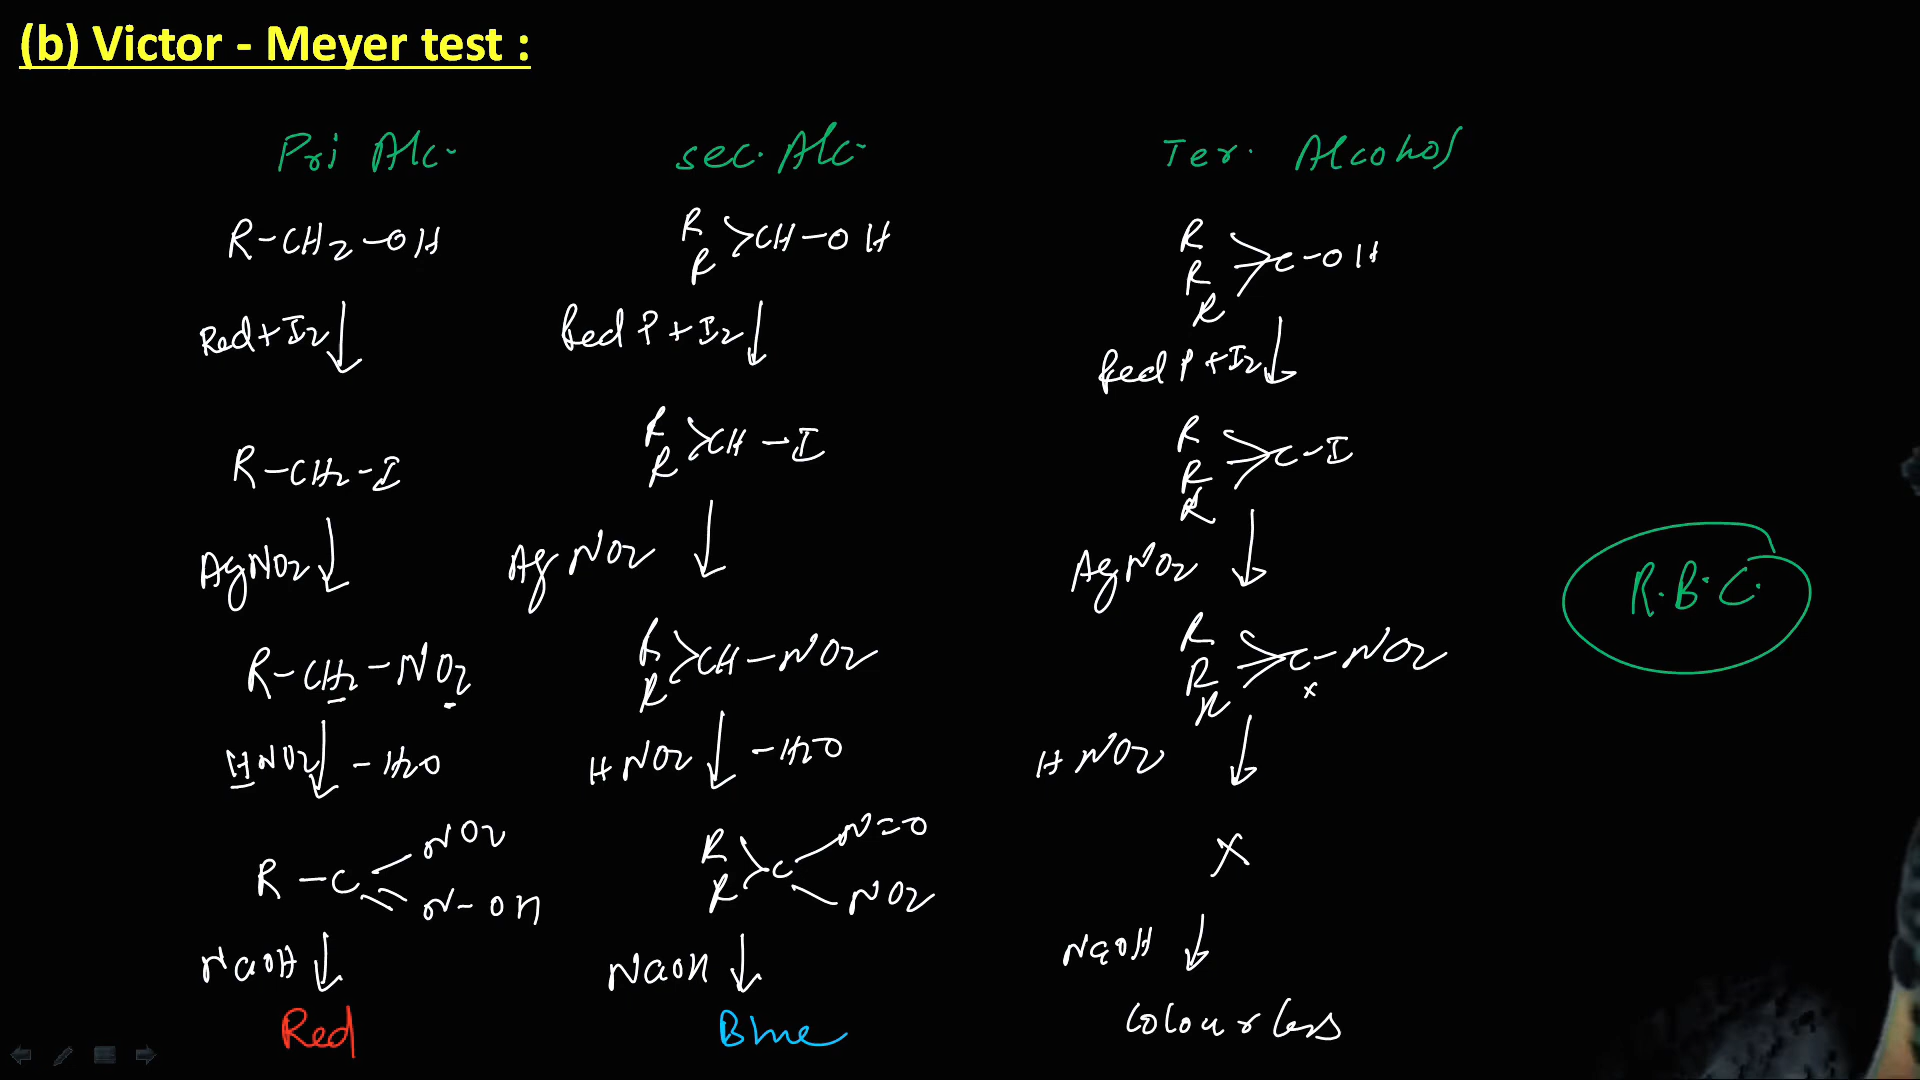 (b) Victor - Meyer test :
Pri Alc-
R-CH2-OH
Red+I2
R-CH2-I
AgNO2
R-CH2-NO2
HNO2 -H2O
R-C
NO2
N-OH
NaOH
Red
sec. Alc-
R
R
CH-OH
Red P+I2
R
R
CH-I
AgNO2
R
R
CH-NO2
HNO2 -H2O
R
R
C
N=O
NO2
NaOH
Blue
Ter. Alcohol
R
R
R
C-OH
Red P+I2
R
R
R
C-I
AgNO2
R
R
R
C-NO2
x
HNO2
X
NaOH
Colourless
R.B.C.